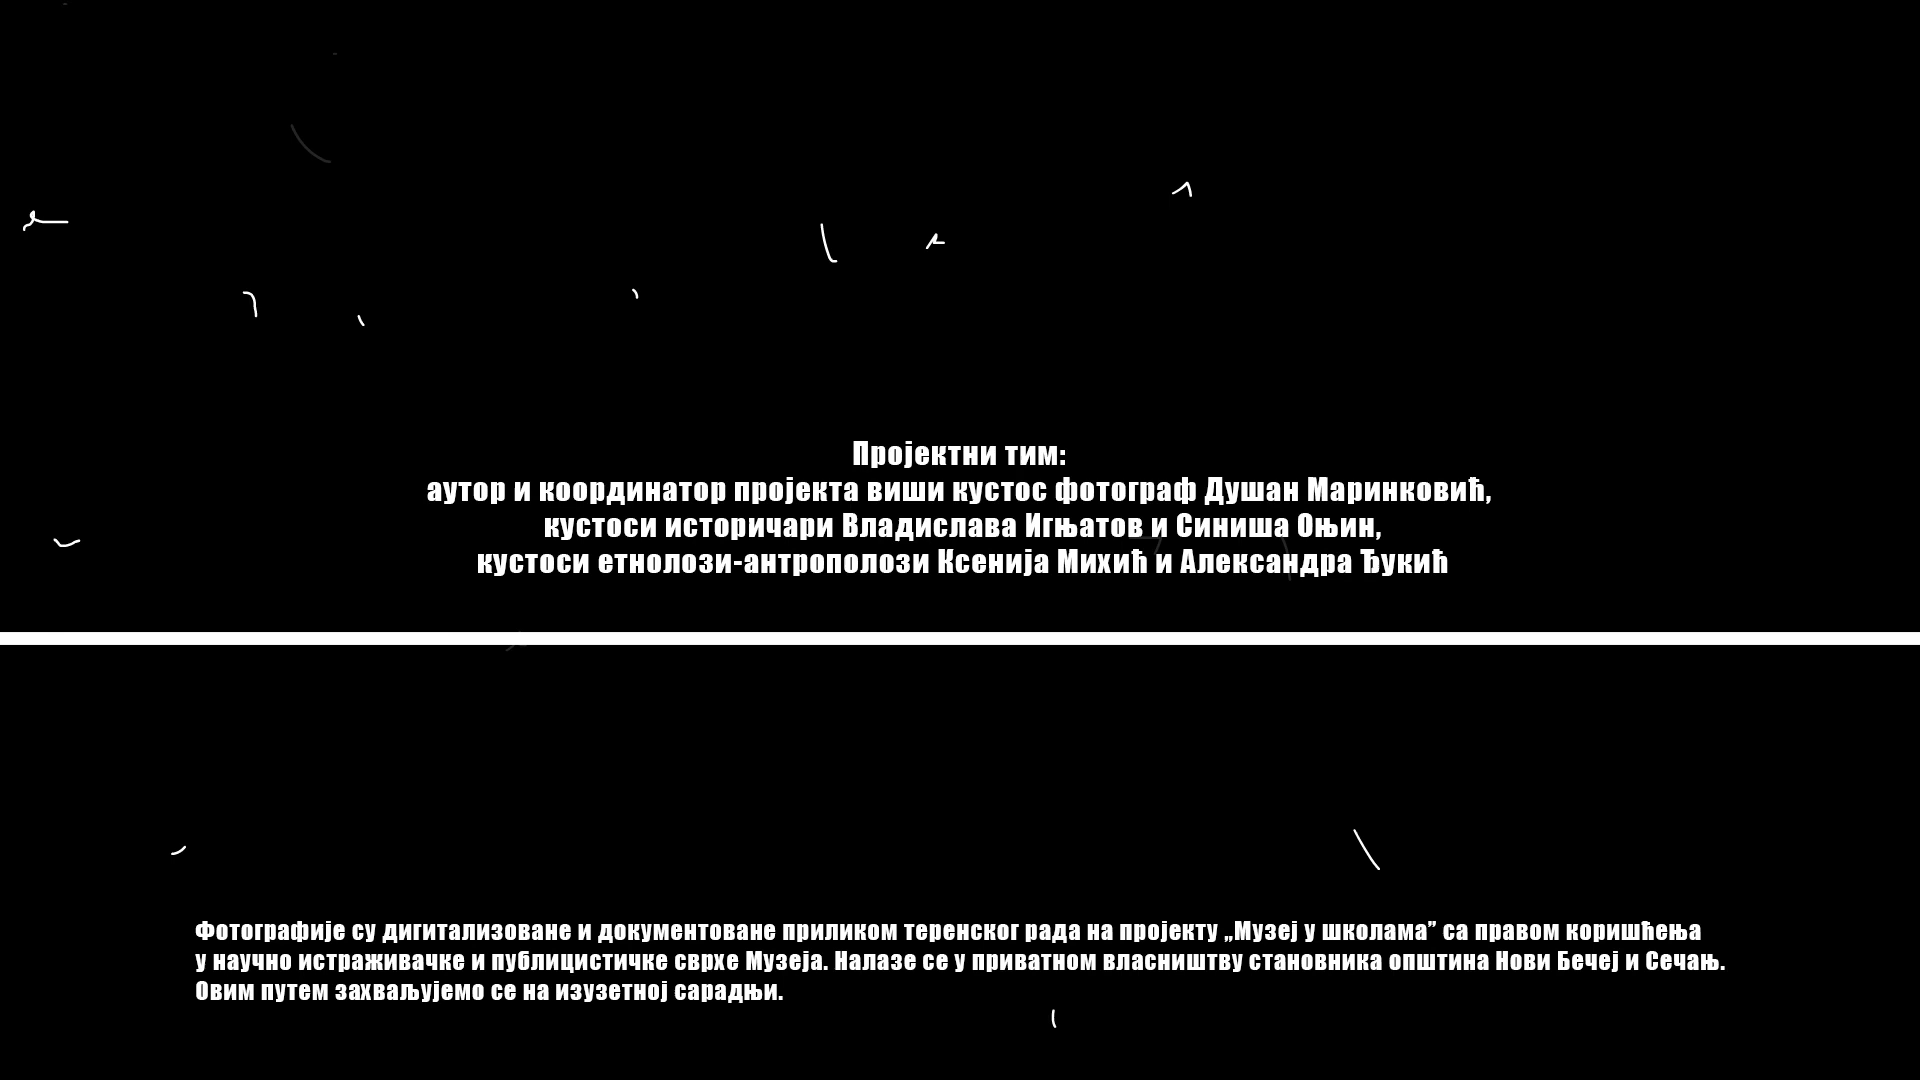 Пројектни тим:
аутор и координатор пројекта виши кустос фотограф Душан Маринковић,
кустоси историчари Владислава Игњатов и Синиша Оњин,
кустоси етнолози-антрополози Ксенија Михић и Александра Ђукић
Фотографије су дигитализоване и документоване приликом теренског рада на пројекту „Музеј у школама” са правом коришћења
у научно истраживачке и публицистичке сврхе Музеја. Налазе се у приватном власништву становника општина Нови Бечеј и Сечањ.
Овим путем захваљујемо се на изузетној сарадњи.